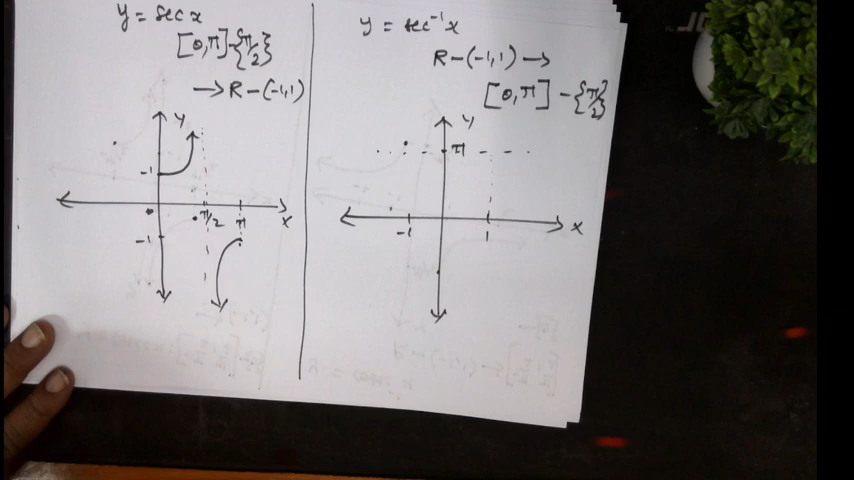 y = sec x
[0, π] - {π/2}
→ R - (-1, 1)
Y
1
π/2
π
X
-1
y = sec⁻¹ x
R - (-1, 1) →
[0, π] - {π/2}
Y
π
-1
1
X